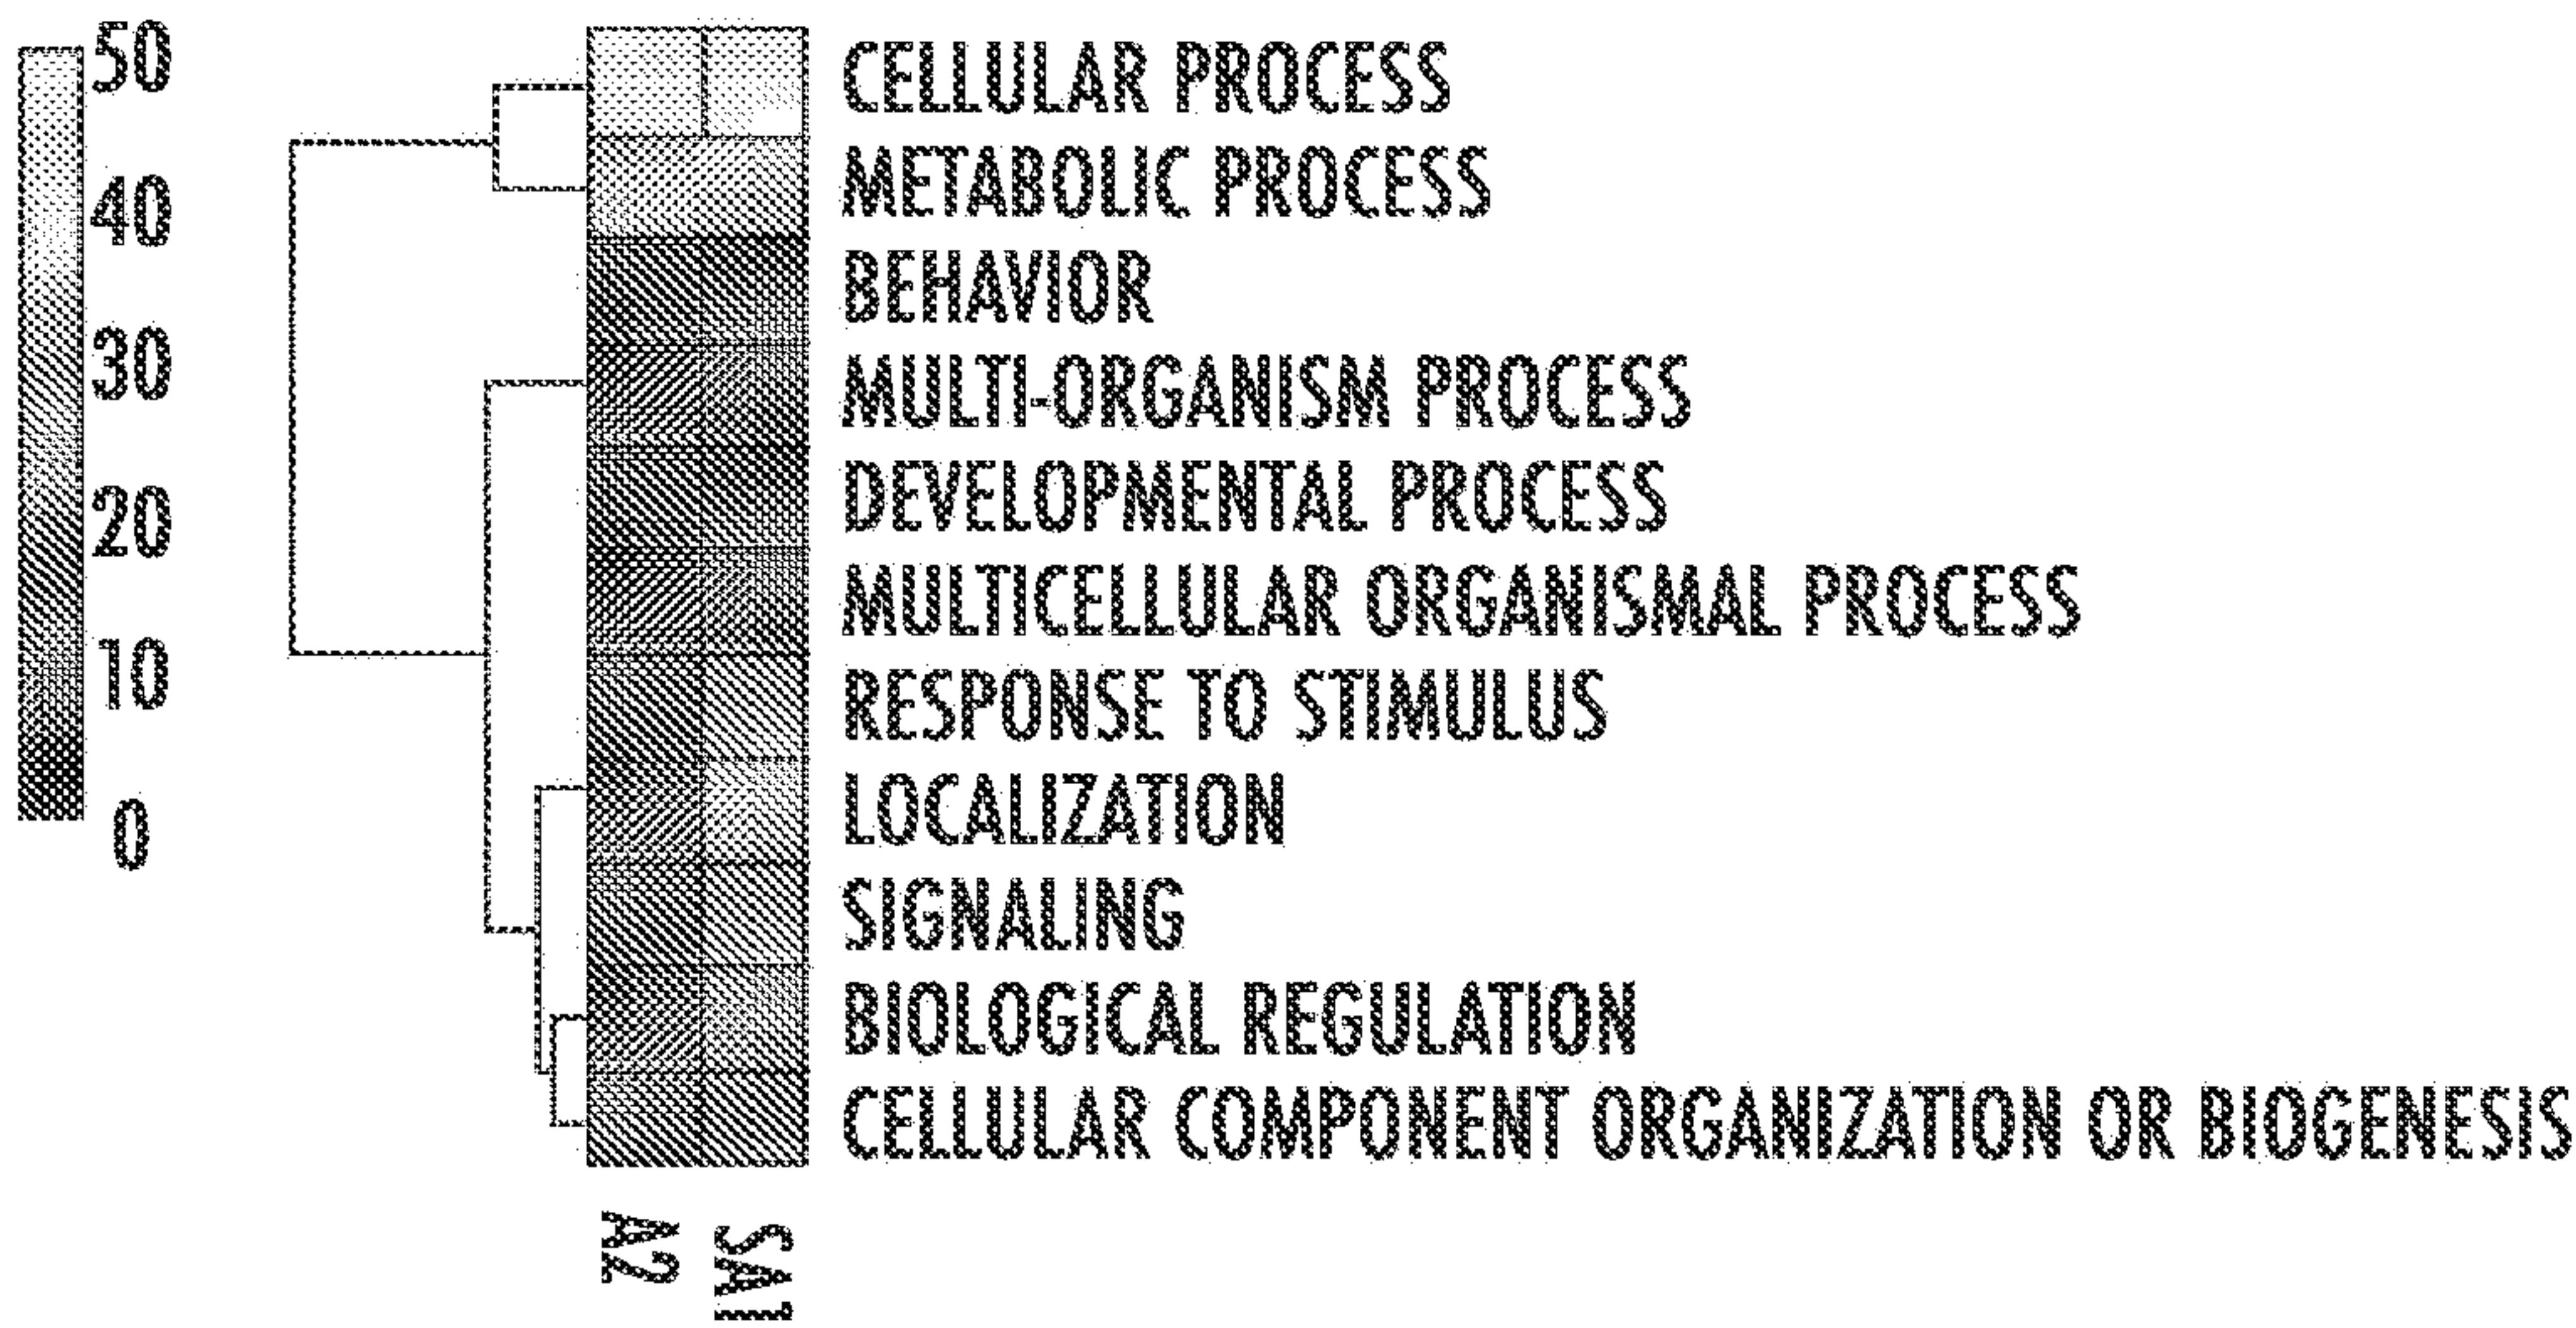 50
40
30
20
10
0
CELLULAR PROCESS
METABOLIC PROCESS
BEHAVIOR
MULTI-ORGANISM PROCESS
DEVELOPMENTAL PROCESS
MULTICELLULAR ORGANISMAL PROCESS
RESPONSE TO STIMULUS
LOCALIZATION
SIGNALING
BIOLOGICAL REGULATION
CELLULAR COMPONENT ORGANIZATION OR BIOGENESIS
A2